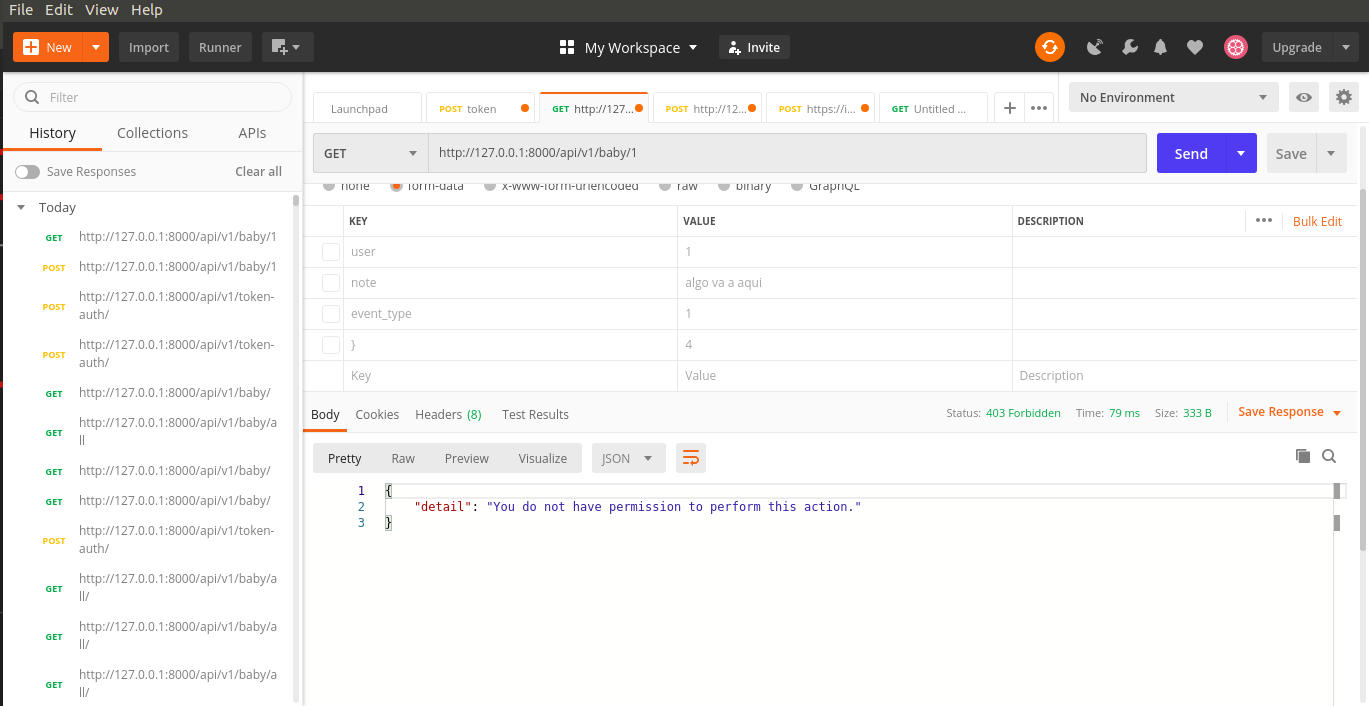 File Edit View Help
New Import Runner My Workspace Invite Upgrade
Filter
History Collections APIs
Save Responses Clear all
Today
GET http://127.0.0.1:8000/api/v1/baby/1
POST http://127.0.0.1:8000/api/v1/baby/1
POST http://127.0.0.1:8000/api/v1/token-
auth/
POST http://127.0.0.1:8000/api/v1/token-
auth/
GET http://127.0.0.1:8000/api/v1/baby/
GET http://127.0.0.1:8000/api/v1/baby/a
ll
GET http://127.0.0.1:8000/api/v1/baby/
GET http://127.0.0.1:8000/api/v1/baby/
POST http://127.0.0.1:8000/api/v1/token-
auth/
GET http://127.0.0.1:8000/api/v1/baby/a
ll/
GET http://127.0.0.1:8000/api/v1/baby/a
ll/
GET http://127.0.0.1:8000/api/v1/baby/a
ll/
Launchpad POST token GET http://127... POST http://12... POST https://i... GET Untitled ... + ••• No Environment
GET http://127.0.0.1:8000/api/v1/baby/1 Send Save
none form-data x-www-form-urlencoded raw binary GraphQL
KEY VALUE DESCRIPTION ••• Bulk Edit
user 1
note algo va a aqui
event_type 1
} 4
Key Value Description
Body Cookies Headers (8) Test Results Status: 403 Forbidden Time: 79 ms Size: 333 B Save Response
Pretty Raw Preview Visualize JSON
1 {
2 "detail": "You do not have permission to perform this action."
3 }